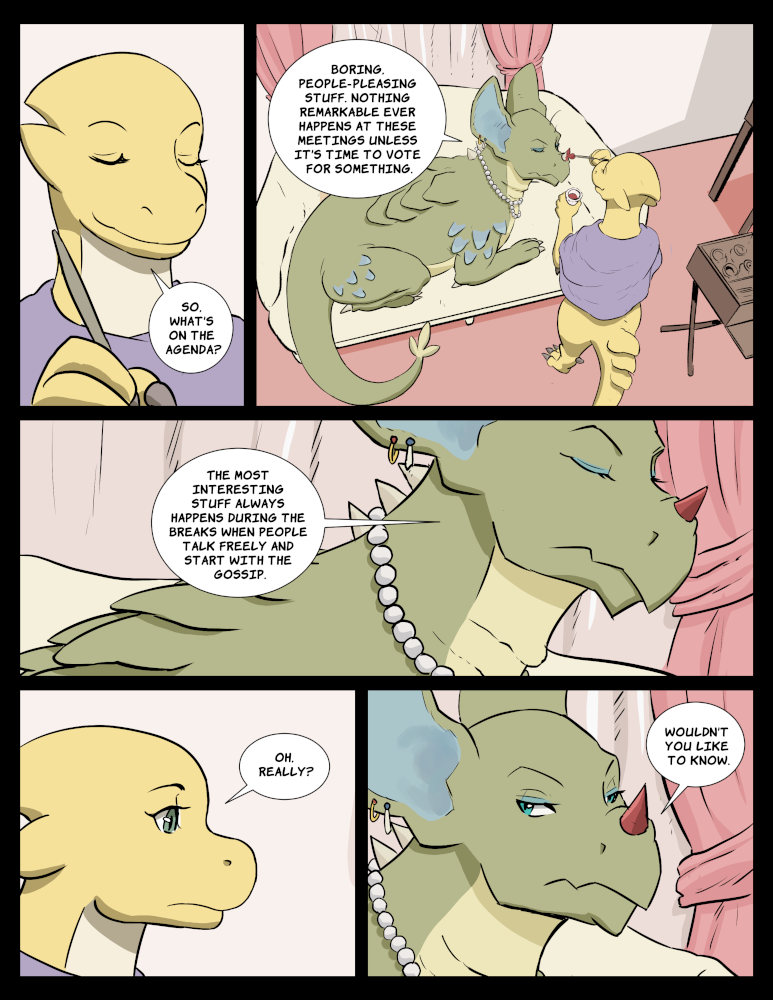 SO,
WHAT'S
ON THE
AGENDA?
BORING,
PEOPLE-PLEASING
STUFF. NOTHING
REMARKABLE EVER
HAPPENS AT THESE
MEETINGS UNLESS
IT'S TIME TO VOTE
FOR SOMETHING.
THE MOST
INTERESTING
STUFF ALWAYS
HAPPENS DURING THE
BREAKS WHEN PEOPLE
TALK FREELY AND
START WITH THE
GOSSIP.
OH,
REALLY?
WOULDN'T
YOU LIKE
TO KNOW.